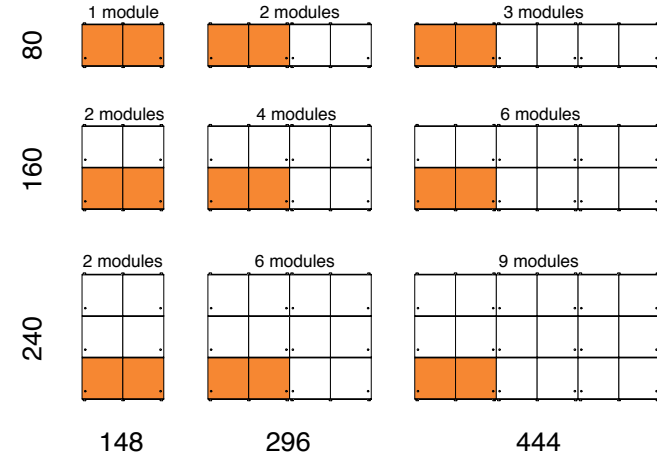 1 module 2 modules 3 modules
80
2 modules 4 modules 6 modules
160
2 modules 6 modules 9 modules
240
148 296 444